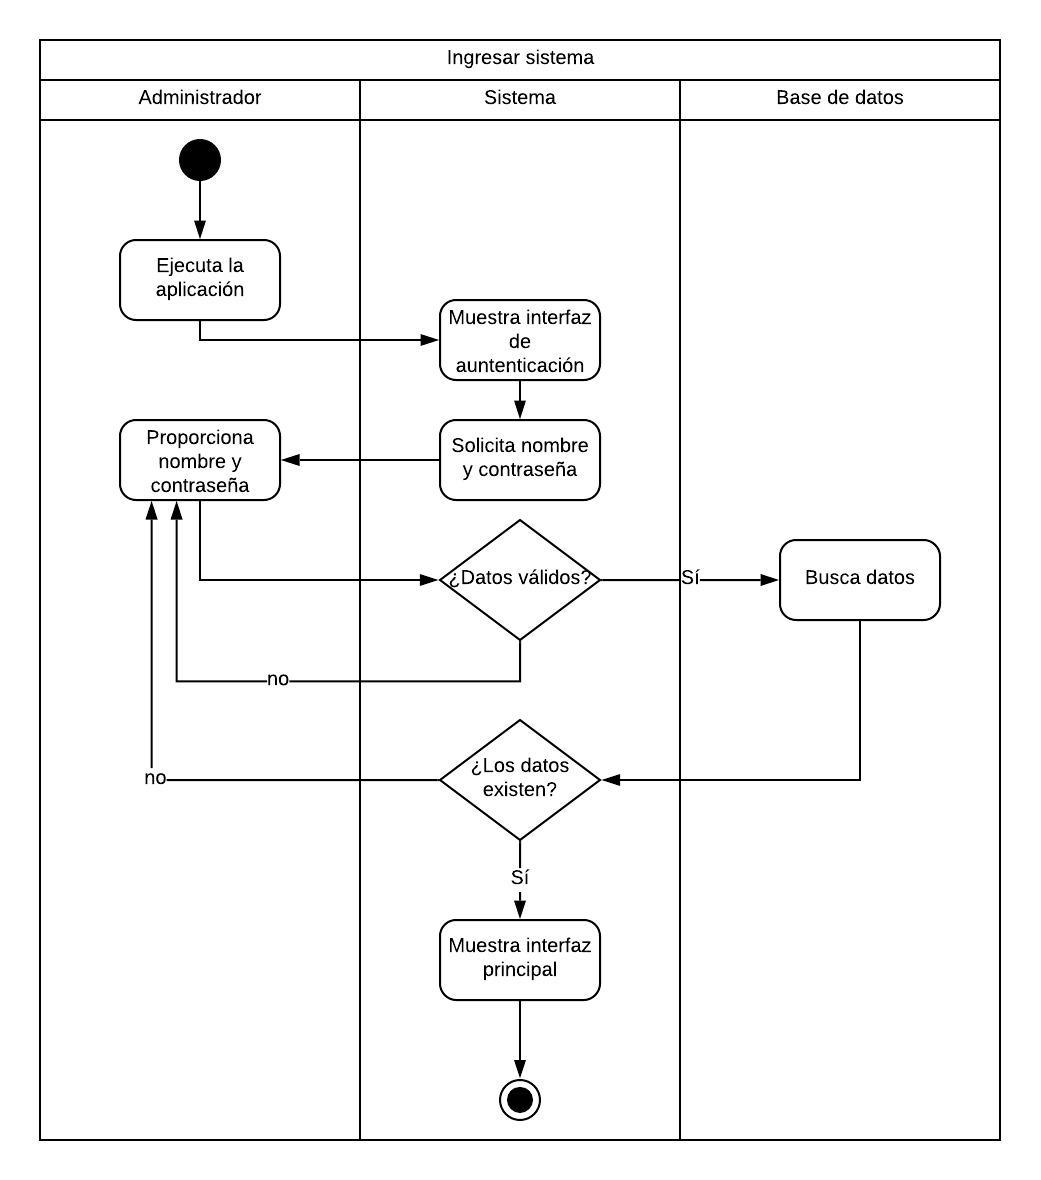 Ingresar sistema
Administrador
Sistema
Base de datos
Ejecuta la
aplicación
Muestra interfaz
de
auntenticación
Proporciona
nombre y
contraseña
Solicita nombre
y contraseña
¿Datos válidos?
Sí
Busca datos
no
¿Los datos
existen?
no
Sí
Muestra interfaz
principal